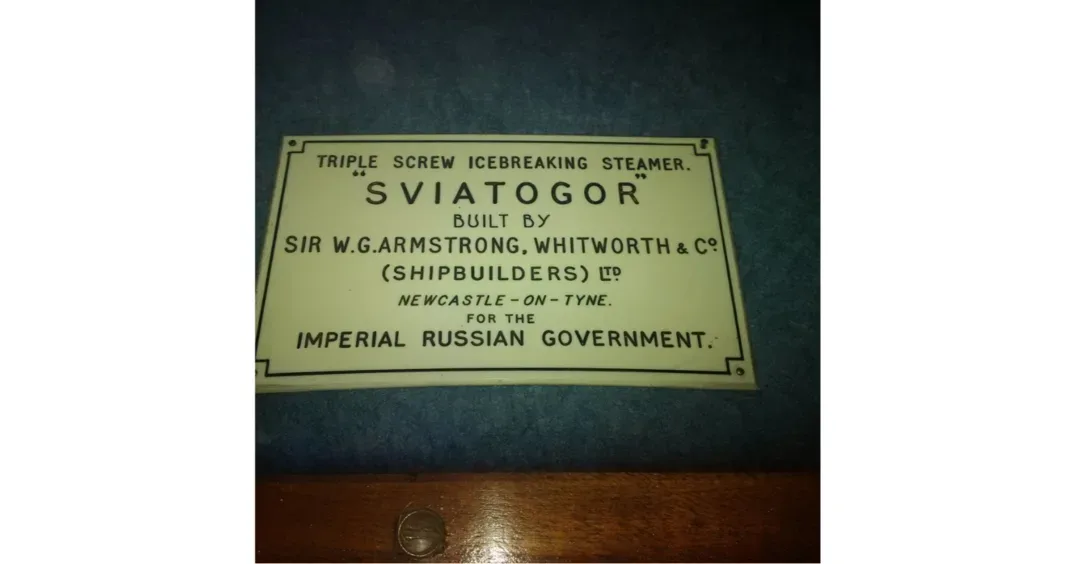 TRIPLE SCREW ICEBREAKING STEAMER.
"SVIATOGOR"
BUILT BY
SIR W.G.ARMSTRONG, WHITWORTH & Cº
(SHIPBUILDERS) LTD
NEWCASTLE-ON-TYNE.
FOR THE
IMPERIAL RUSSIAN GOVERNMENT.